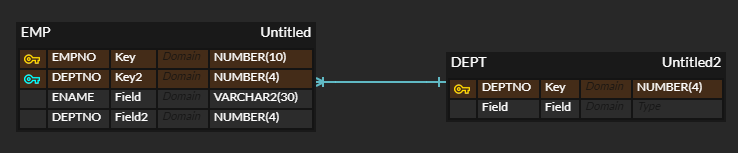 EMP Untitled
EMPNO Key Domain NUMBER(10)
DEPTNO Key2 Domain NUMBER(4)
ENAME Field Domain VARCHAR2(30)
DEPTNO Field2 Domain NUMBER(4)
DEPT Untitled2
DEPTNO Key Domain NUMBER(4)
Field Field Domain Type